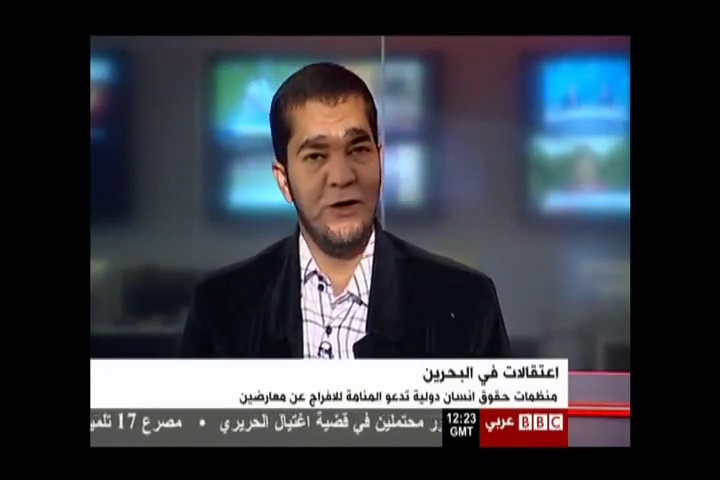 اعتقالات في البحرين
منظمات حقوق انسان دولية تدعو المنامة للافراج عن معارضين
محتملين في قضية اغتيال الحريري • مصرع 17
12:23
GMT
BBC عربي